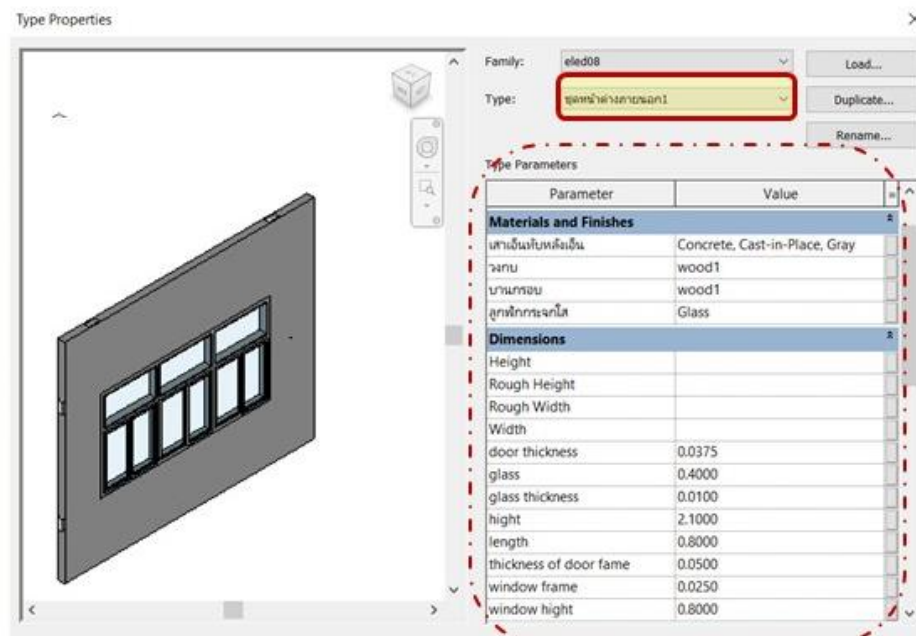 Type Properties
Family: eled08 Load...
Type: ชุดหน้าต่างภายนอก1 Duplicate...
Rename...
Type Parameters
Parameter Value =
Materials and Finishes
เสาเอ็นทับหลังเอ็น Concrete, Cast-in-Place, Gray
วงกบ wood1
บานกรอบ wood1
ลูกฟักกระจกใส Glass
Dimensions
Height
Rough Height
Rough Width
Width
door thickness 0.0375
glass 0.4000
glass thickness 0.0100
hight 2.1000
length 0.8000
thickness of door fame 0.0500
window frame 0.0250
window hight 0.8000